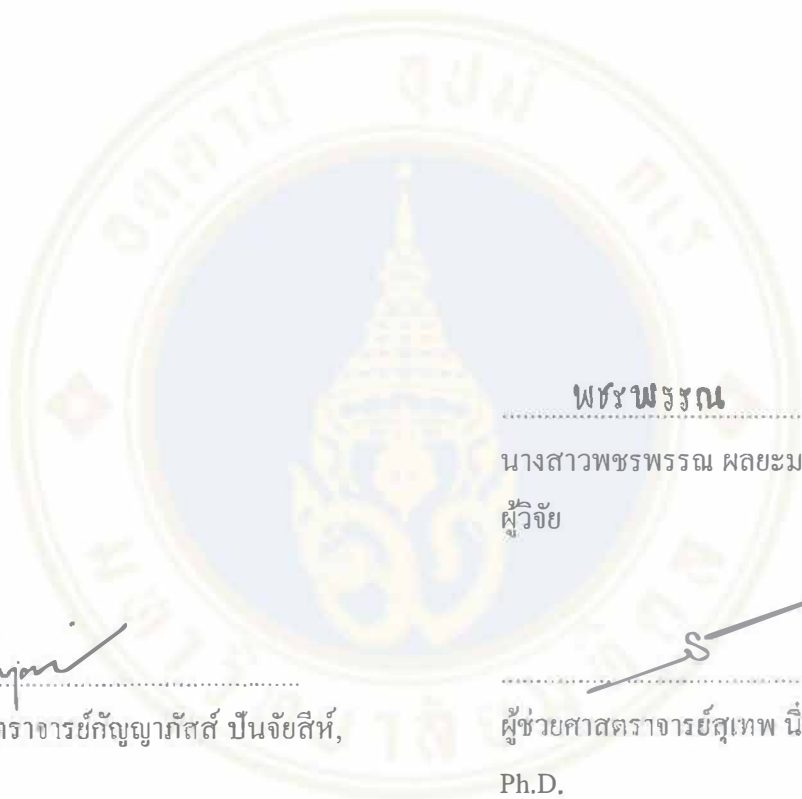 พชรพรรณ
นางสาวพชรพรรณ ผลยะม
ผู้วิจัย
ตราจารย์กัญญาภัสส์ ปันจัยสีห์,
ผู้ช่วยศาสตราจารย์สุเทพ นิ่
Ph.D.